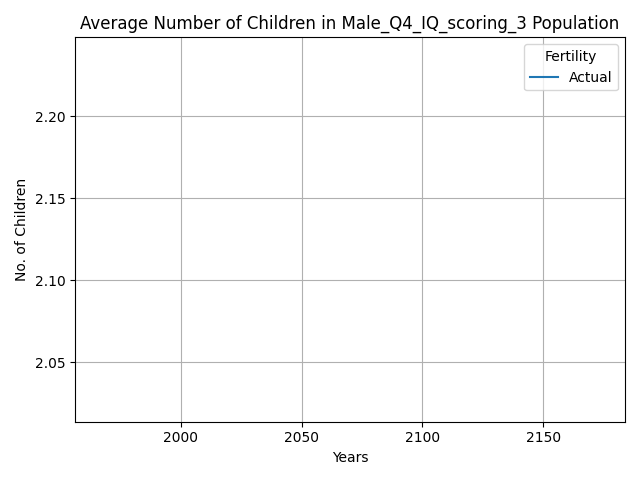 Average Number of Children in Male_Q4_IQ_scoring_3 Population
Fertility
Actual
2.20
2.15
2.10
2.05
No. of Children
2000 2050 2100 2150
Years